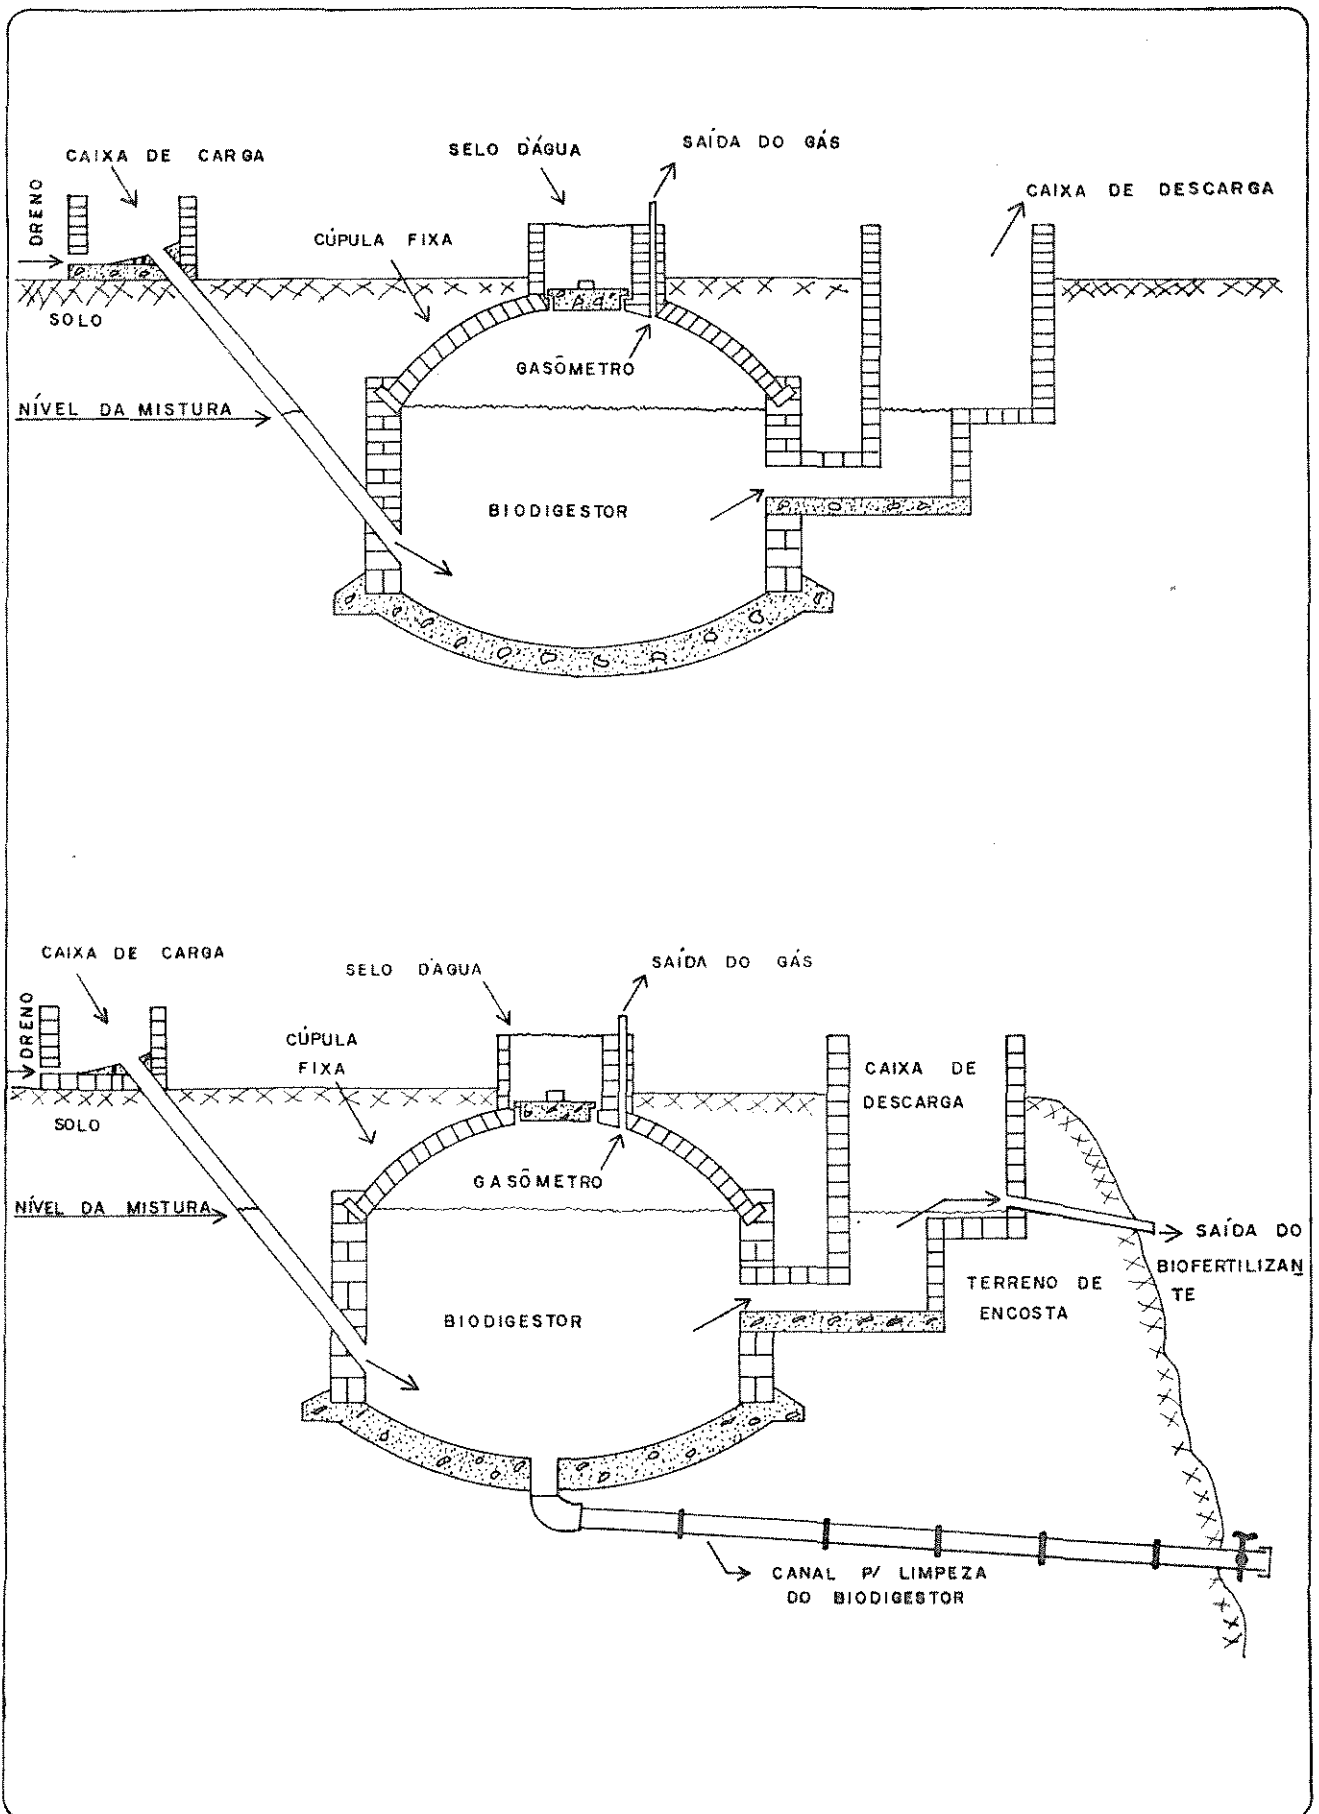 CAIXA DE CARGA
SELO D'ÁGUA
SAÍDA DO GÁS
CAIXA DE DESCARGA
DRENO
CÚPULA FIXA
SOLO
GASÔMETRO
NÍVEL DA MISTURA
BIODIGESTOR
CAIXA DE CARGA
SELO D'ÁGUA
SAÍDA DO GÁS
DRENO
CÚPULA
FIXA
CAIXA DE
DESCARGA
SOLO
GASÔMETRO
NÍVEL DA MISTURA
SAÍDA DO
BIOFERTILIZAN
TE
TERRENO DE
ENCOSTA
BIODIGESTOR
CANAL P/ LIMPEZA
DO BIODIGESTOR